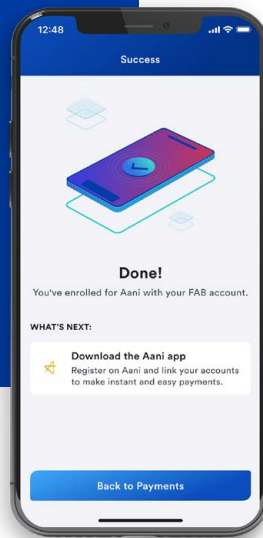 12:48
Success
Done!
You've enrolled for Aani with your FAB account.
WHAT'S NEXT:
Download the Aani app
Register on Aani and link your accounts
to make instant and easy payments.
Back to Payments